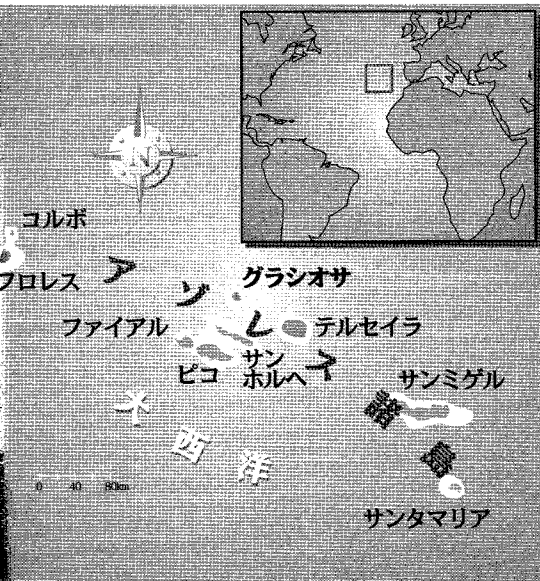 N
コルボ
フロレス
アゾレス諸島
グラシオサ
ファイアル
テルセイラ
ピコ
サン
ホルヘ
サンミゲル
大西洋
0 40 80km
サンタマリア